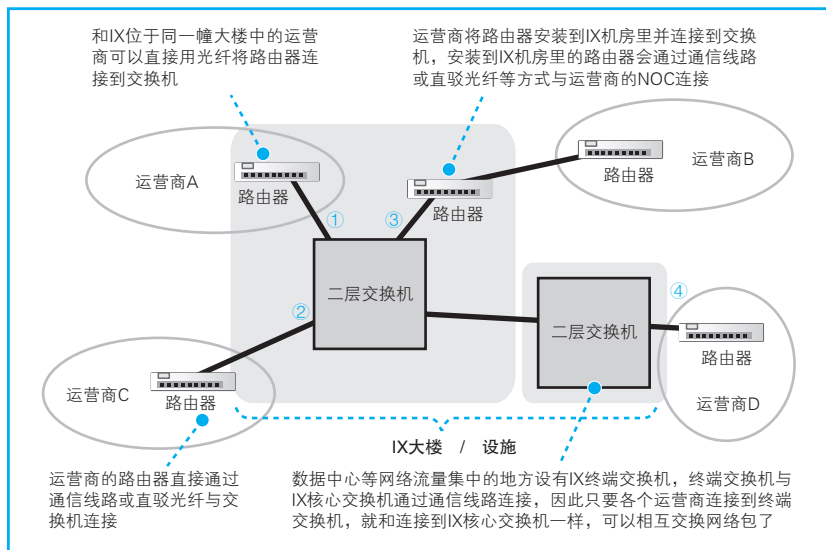 和IX位于同一幢大楼中的运营
商可以直接用光纤将路由器连
接到交换机
运营商将路由器安装到IX机房里并连接到交换
机，安装到IX机房里的路由器会通过通信线路
或直驳光纤等方式与运营商的NOC连接
运营商A
路由器
路由器
路由器
运营商B
①
③
二层交换机
②
二层交换机
④
路由器
运营商C
路由器
运营商D
IX大楼 / 设施
运营商的路由器直接通过
通信线路或直驳光纤与交
换机连接
数据中心等网络流量集中的地方设有IX终端交换机，终端交换机与
IX核心交换机通过通信线路连接，因此只要各个运营商连接到终端
交换机，就和连接到IX核心交换机一样，可以相互交换网络包了